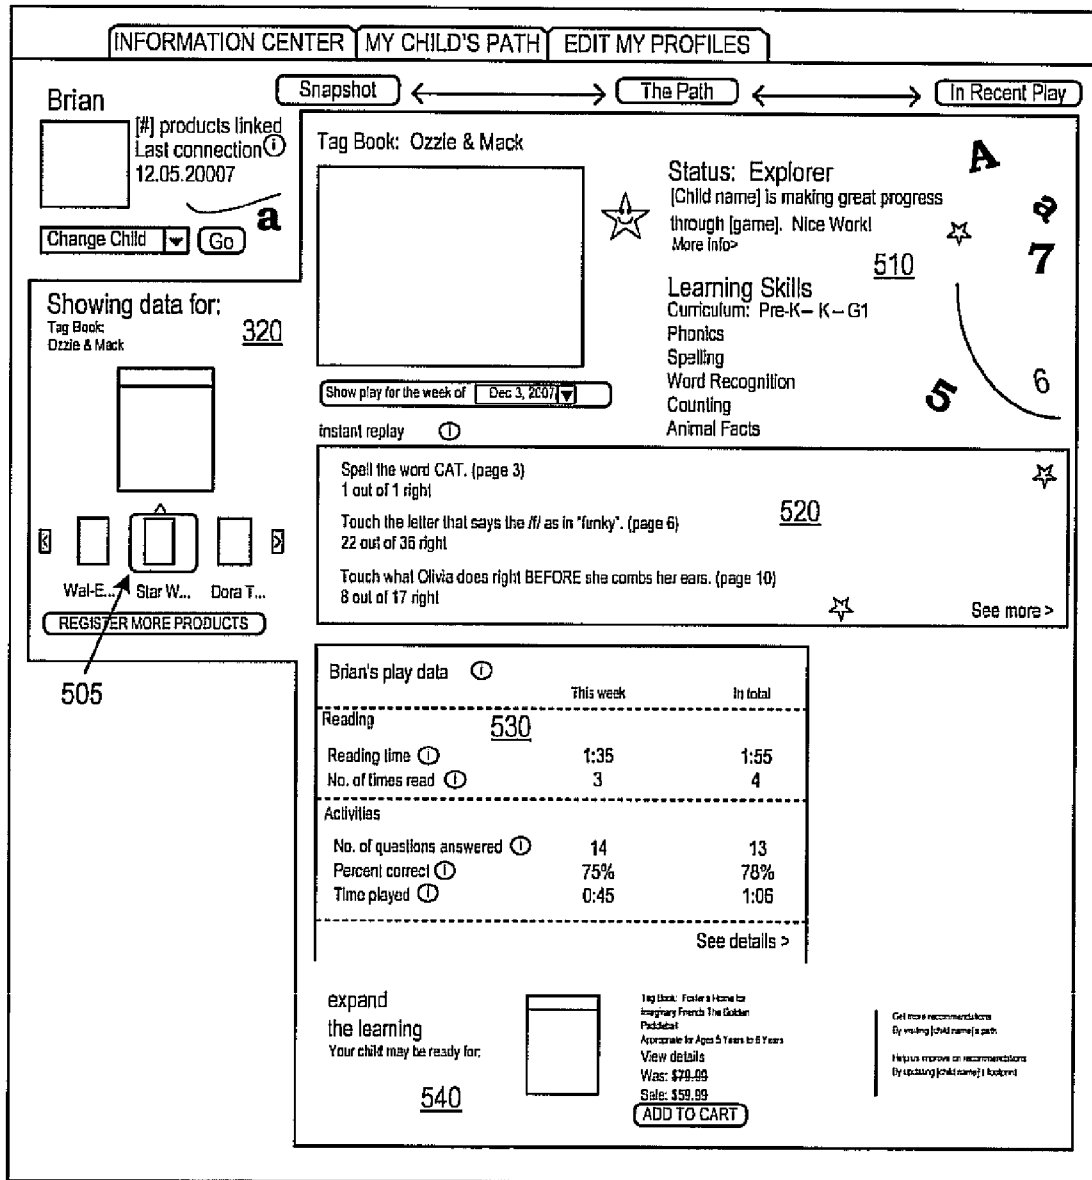 INFORMATION CENTER MY CHILD'S PATH EDIT MY PROFILES
Snapshot The Path In Recent Play
Brian
[#] products linked
Last connection
12.05.20007
a
Change Child Go
Showing data for:
Tag Book:
Ozzie & Mack
320
Wal-E... Star W... Dora T...
REGISTER MORE PRODUCTS
505
Tag Book: Ozzie & Mack
Status: Explorer
[Child name] is making great progress
through [game]. Nice Work!
More info>
510
Learning Skills
Curriculum: Pre-K – K – G1
Phonics
Spelling
Word Recognition
Counting
Animal Facts
A
a
7
5
6
Show play for the week of Dec 3, 2007
instant replay
Spell the word CAT. (page 3)
1 out of 1 right
520
Touch the letter that says the /f/ as in "funky". (page 6)
22 out of 36 right
Touch what Olivia does right BEFORE she combs her ears. (page 10)
8 out of 17 right
See more >
Brian's play data
This week In total
Reading
530
Reading time 1:35 1:55
No. of times read 3 4
Activities
No. of questions answered 14 13
Percent correct 75% 78%
Time played 0:45 1:06
See details >
expand
the learning
Your child may be ready for:
540
Tag Book: Foster's Home for
Imaginary Friends The Golden
Appropriate for Ages 5 Years to 8 Years
View details
Was: $79.99
Sale: $59.99
ADD TO CART
Get more recommendations
By visiting [child name]'s path
Help us improve on recommendations
By updating [child name]'s footprint